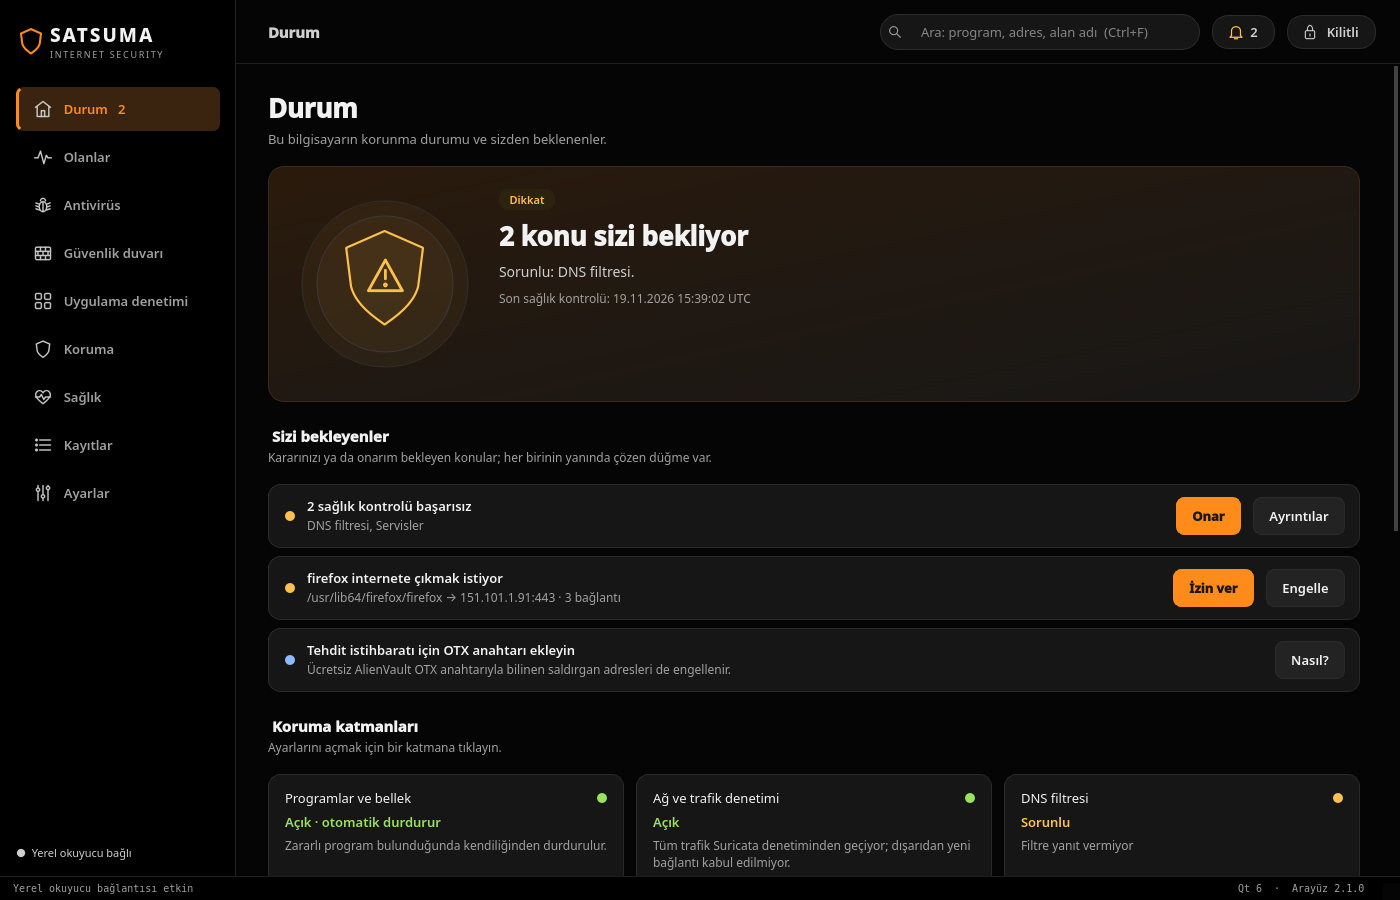 SATSUMA
INTERNET SECURITY
Durum 2
Olanlar
Antivirüs
Güvenlik duvarı
Uygulama denetimi
Koruma
Sağlık
Kayıtlar
Ayarlar
Yerel okuyucu bağlı
Durum
Ara: program, adres, alan adı (Ctrl+F)
2
Kilitli
Durum
Bu bilgisayarın korunma durumu ve sizden beklenenler.
Dikkat
2 konu sizi bekliyor
Sorunlu: DNS filtresi.
Son sağlık kontrolü: 19.11.2026 15:39:02 UTC
Sizi bekleyenler
Kararınızı ya da onarım bekleyen konular; her birinin yanında çözen düğme var.
2 sağlık kontrolü başarısız
DNS filtresi, Servisler
Onar
Ayrıntılar
firefox internete çıkmak istiyor
/usr/lib64/firefox/firefox → 151.101.1.91:443 · 3 bağlantı
İzin ver
Engelle
Tehdit istihbaratı için OTX anahtarı ekleyin
Ücretsiz AlienVault OTX anahtarıyla bilinen saldırgan adresleri de engellenir.
Nasıl?
Koruma katmanları
Ayarlarını açmak için bir katmana tıklayın.
Programlar ve bellek
Açık · otomatik durdurur
Zararlı program bulunduğunda kendiliğinden durdurulur.
Ağ ve trafik denetimi
Açık
Tüm trafik Suricata denetiminden geçiyor; dışarıdan yeni
bağlantı kabul edilmiyor.
DNS filtresi
Sorunlu
Filtre yanıt vermiyor
Yerel okuyucu bağlantısı etkin
Qt 6 · Arayüz 2.1.0